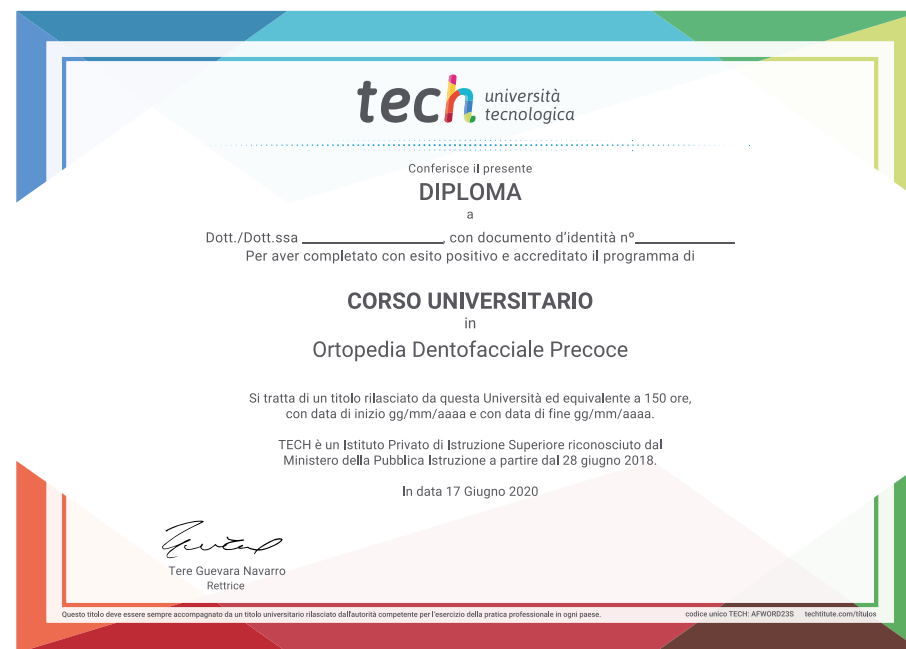 tech università
tecnologica
Conferisce il presente
DIPLOMA
a
Dott./Dott.ssa ____________________, con documento d'identità nº______________
Per aver completato con esito positivo e accreditato il programma di
CORSO UNIVERSITARIO
in
Ortopedia Dentofacciale Precoce
Si tratta di un titolo rilasciato da questa Università ed equivalente a 150 ore,
con data di inizio gg/mm/aaaa e con data di fine gg/mm/aaaa.
TECH è un Istituto Privato di Istruzione Superiore riconosciuto dal
Ministero della Pubblica Istruzione a partire dal 28 giugno 2018.
In data 17 Giugno 2020
Tere Guevara Navarro
Rettrice
Questo titolo deve essere sempre accompagnato da un titolo universitario rilasciato dall'autorità competente per l'esercizio della pratica professionale in ogni paese. codice unico TECH: AFWORD23S techtitute.com/titulos